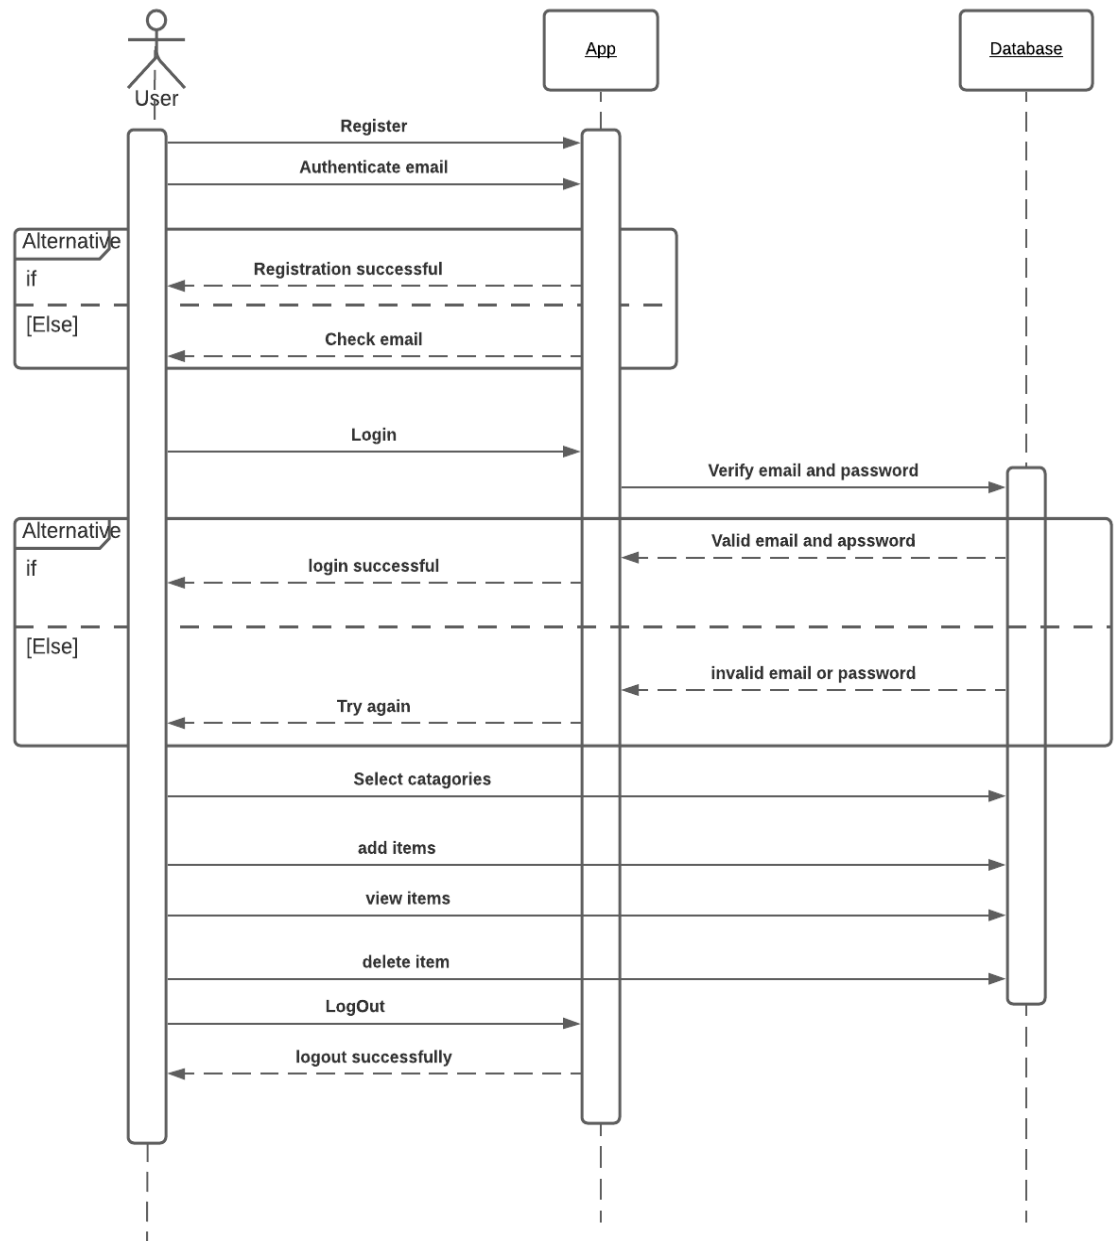 User
App
Database
Register
Authenticate email
Alternative
if
Registration successful
[Else]
Check email
Login
Verify email and password
Alternative
if
Valid email and apssword
login successful
[Else]
invalid email or password
Try again
Select catagories
add items
view items
delete item
LogOut
logout successfully